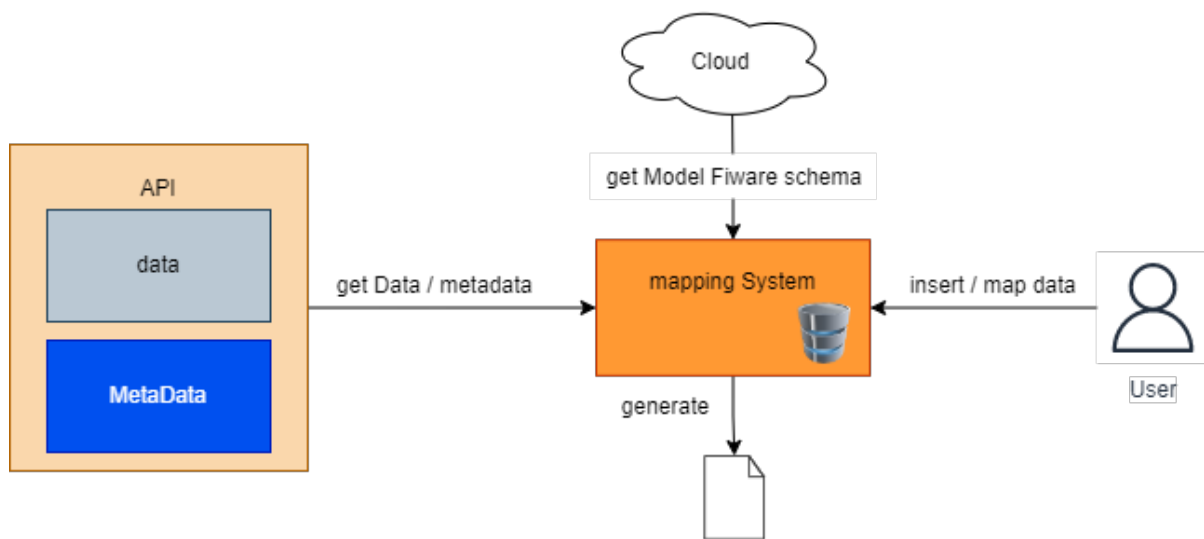 Cloud
get Model Fiware schema
API
data
MetaData
get Data / metadata
mapping System
insert / map data
User
generate